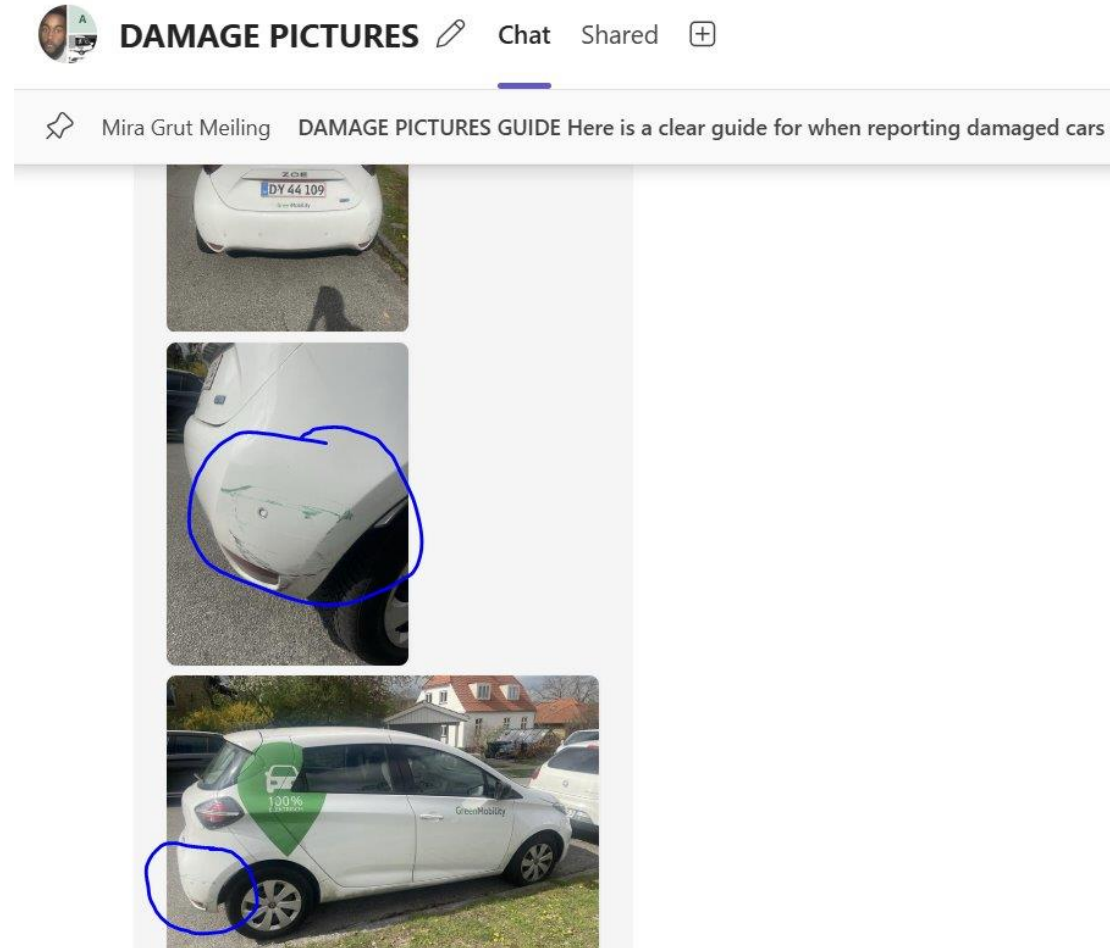 A
DAMAGE PICTURES Chat Shared
Mira Grut Meiling DAMAGE PICTURES GUIDE Here is a clear guide for when reporting damaged cars
ZOE
DY 44 109
GreenMobility
100%
GreenMobility